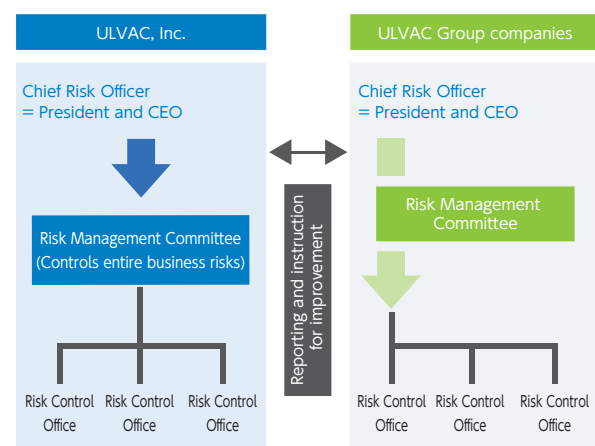 ULVAC, Inc.
Chief Risk Officer
= President and CEO
Risk Management Committee
(Controls entire business risks)
Risk Control
Office
Risk Control
Office
Risk Control
Office
Reporting and instruction
for improvement
ULVAC Group companies
Chief Risk Officer
= President and CEO
Risk Management
Committee
Risk Control
Office
Risk Control
Office
Risk Control
Office